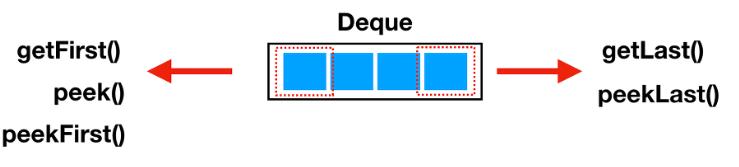 Deque
getFirst()
peek()
peekFirst()
getLast()
peekLast()